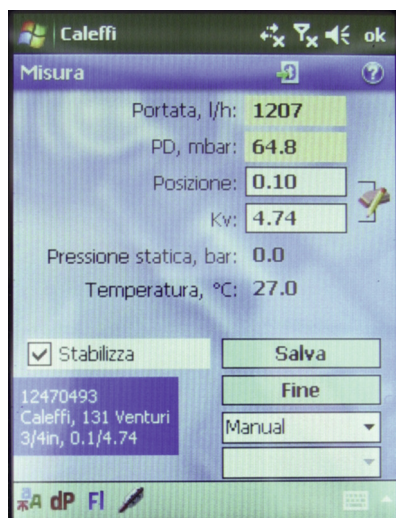 Caleffi ok
Misura ?
Portata, l/h: 1207
PD, mbar: 64.8
Posizione: 0.10
Kv: 4.74
Pressione statica, bar: 0.0
Temperatura, °C: 27.0
Stabilizza Salva
Fine
12470493
Caleffi, 131 Venturi
3/4in, 0.1/4.74
Manual
dP FI